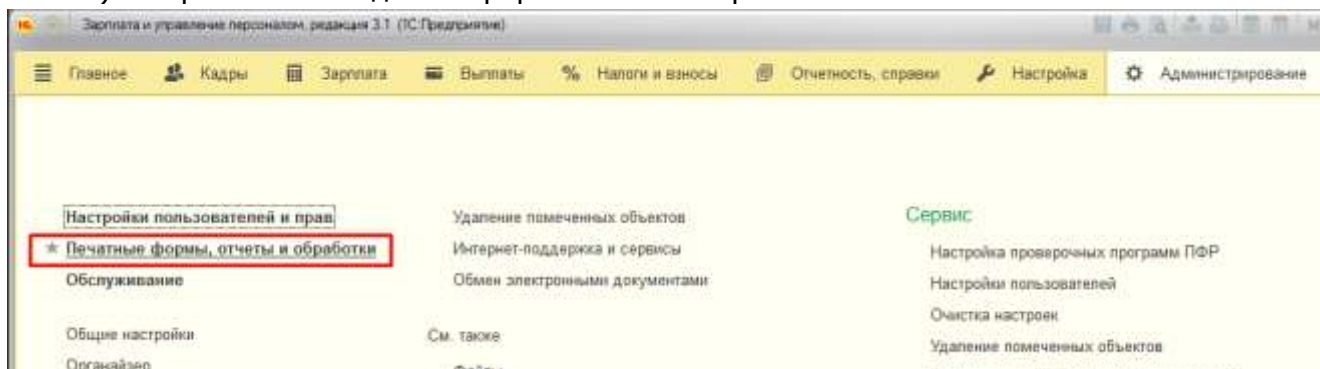 Зарплата и управление персоналом, редакция 3.1 (1С:Предприятие)
Главное Кадры Зарплата Выплаты % Налоги и взносы Отчетность, справки Настройка Администрирование
Настройки пользователей и прав
Печатные формы, отчеты и обработки
Обслуживание
Общие настройки
Органайзер
Удаление помеченных объектов
Интернет-поддержка и сервисы
Обмен электронными документами
См. также
Файлы
Сервис
Настройка проверочных программ ПФР
Настройки пользователей
Очистка настроек
Удаление помеченных объектов